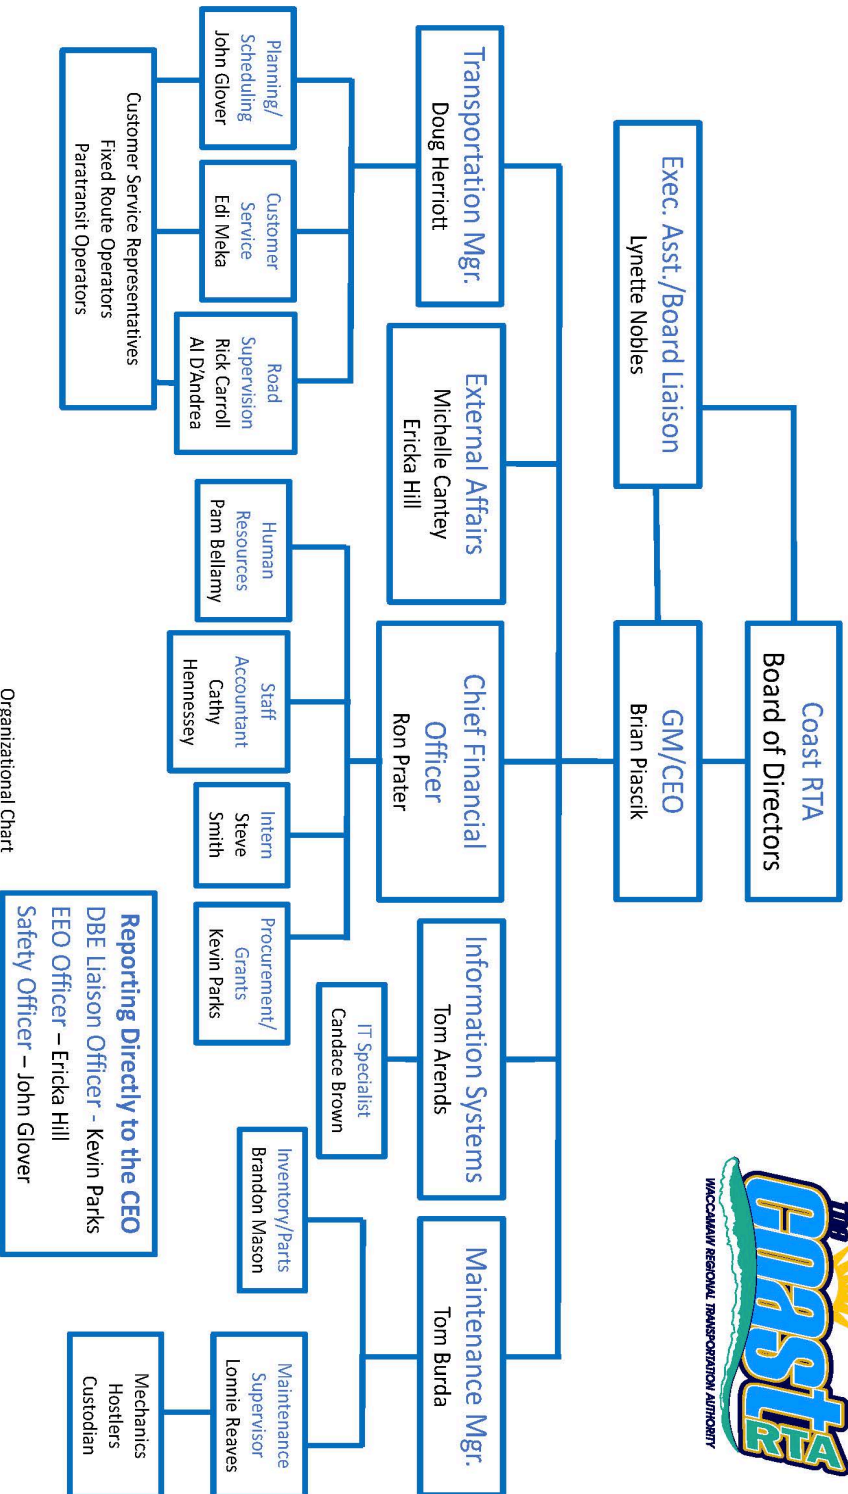 THE
COAST
RTA
WACCAMAW REGIONAL TRANSPORTATION AUTHORITY
Coast RTA
Board of Directors
Exec. Asst./Board Liaison
Lynette Nobles
GM/CEO
Brian Piascik
Transportation Mgr.
Doug Herriott
External Affairs
Michelle Cantey
Ericka Hill
Chief Financial
Officer
Ron Prater
Information Systems
Tom Arends
Maintenance Mgr.
Tom Burda
Planning/
Scheduling
John Glover
Customer
Service
Edi Meka
Road
Supervision
Rick Carroll
Al D’Andrea
Customer Service Representatives
Fixed Route Operators
Paratransit Operators
Human
Resources
Pam Bellamy
Staff
Accountant
Cathy
Hennessey
Intern
Steve
Smith
Procurement/
Grants
Kevin Parks
IT Specialist
Candace Brown
Inventory/Parts
Brandon Mason
Maintenance
Supervisor
Lonnie Reaves
Mechanics
Hostlers
Custodian
Reporting Directly to the CEO
DBE Liaison Officer - Kevin Parks
EEO Officer – Ericka Hill
Safety Officer – John Glover
Organizational Chart